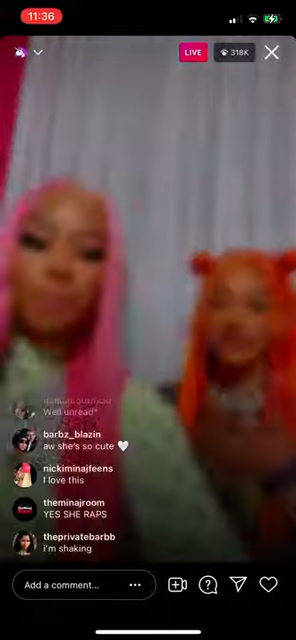 11:36
LIVE
318K
Well unread*
barbz_blazin
aw she's so cute 🤍
nickiminajfeens
I love this
theminajroom
YES SHE RAPS
theprivatebarbb
i'm shaking
Add a comment...